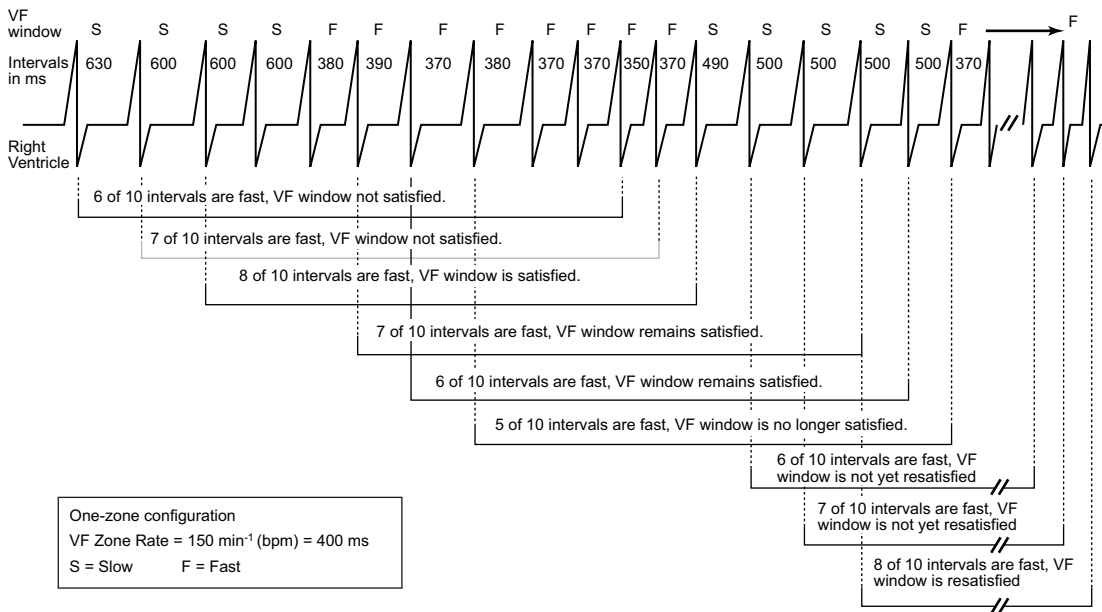 VF
window
S S S S F F F F F F F F S S S S S F F
Intervals
in ms
630 600 600 600 380 390 370 380 370 370 350 370 490 500 500 500 500 370
Right
Ventricle
6 of 10 intervals are fast, VF window not satisfied.
7 of 10 intervals are fast, VF window not satisfied.
8 of 10 intervals are fast, VF window is satisfied.
7 of 10 intervals are fast, VF window remains satisfied.
6 of 10 intervals are fast, VF window remains satisfied.
5 of 10 intervals are fast, VF window is no longer satisfied.
6 of 10 intervals are fast, VF
window is not yet resatisfied
7 of 10 intervals are fast, VF
window is not yet resatisfied
8 of 10 intervals are fast, VF
window is resatisfied
One-zone configuration
VF Zone Rate = 150 min⁻¹ (bpm) = 400 ms
S = Slow F = Fast